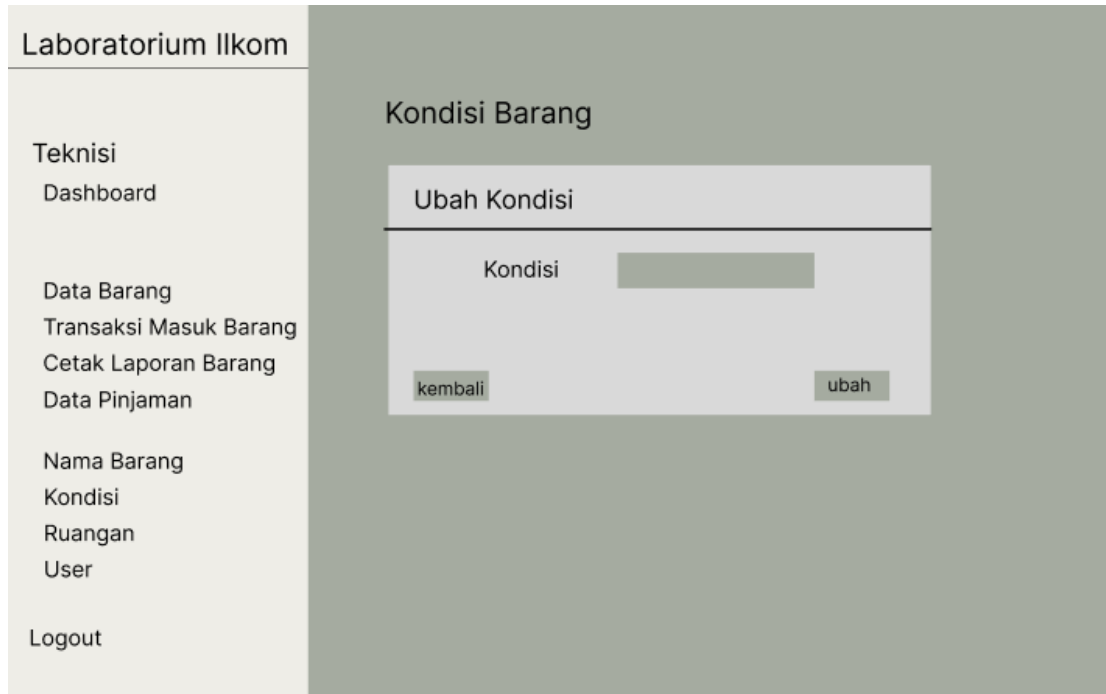 Laboratorium Ilkom
Teknisi
Dashboard
Data Barang
Transaksi Masuk Barang
Cetak Laporan Barang
Data Pinjaman
Nama Barang
Kondisi
Ruangan
User
Logout
Kondisi Barang
Ubah Kondisi
Kondisi
kembali
ubah